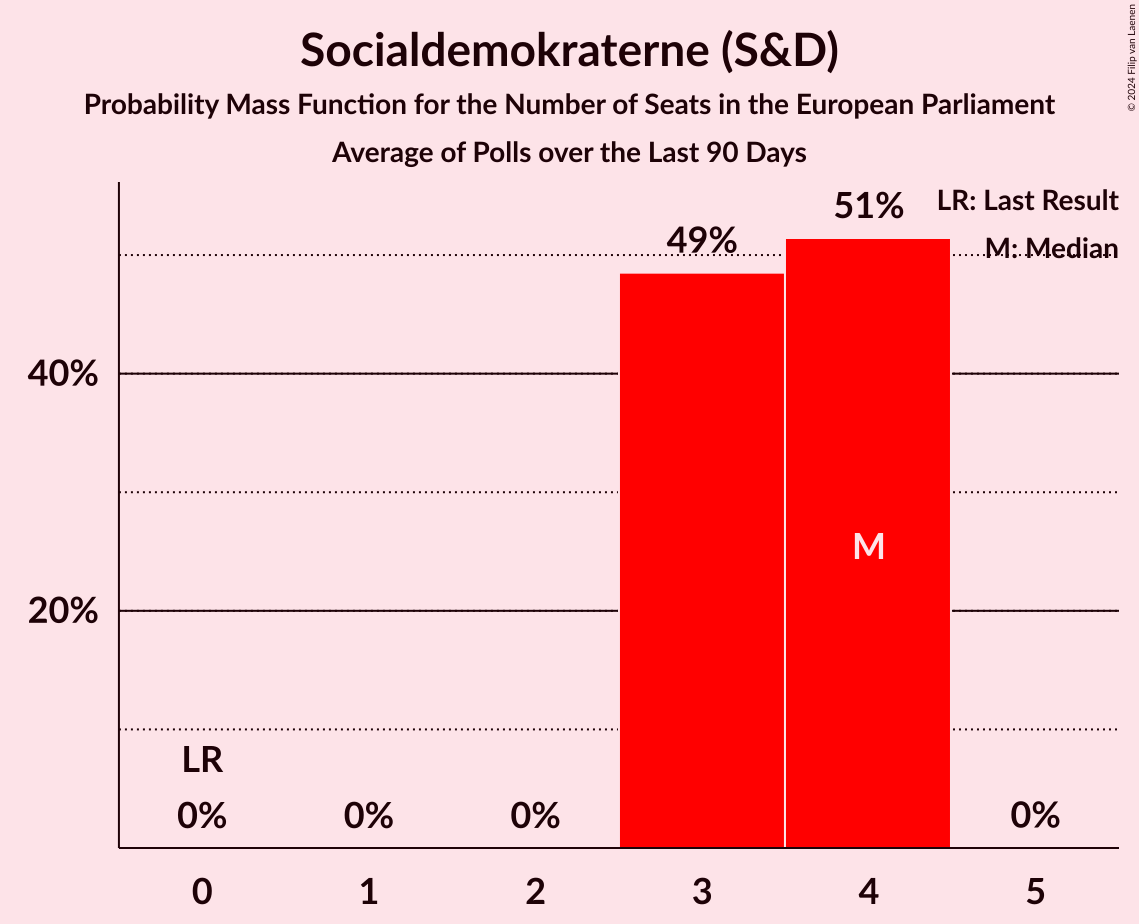 Socialdemokraterne (S&D)
Probability Mass Function for the Number of Seats in the European Parliament
Average of Polls over the Last 90 Days
© 2024 Filip van Laenen
LR: Last Result
M: Median
51%
49%
40%
M
20%
LR
0%
0%
0%
0%
0
1
2
3
4
5